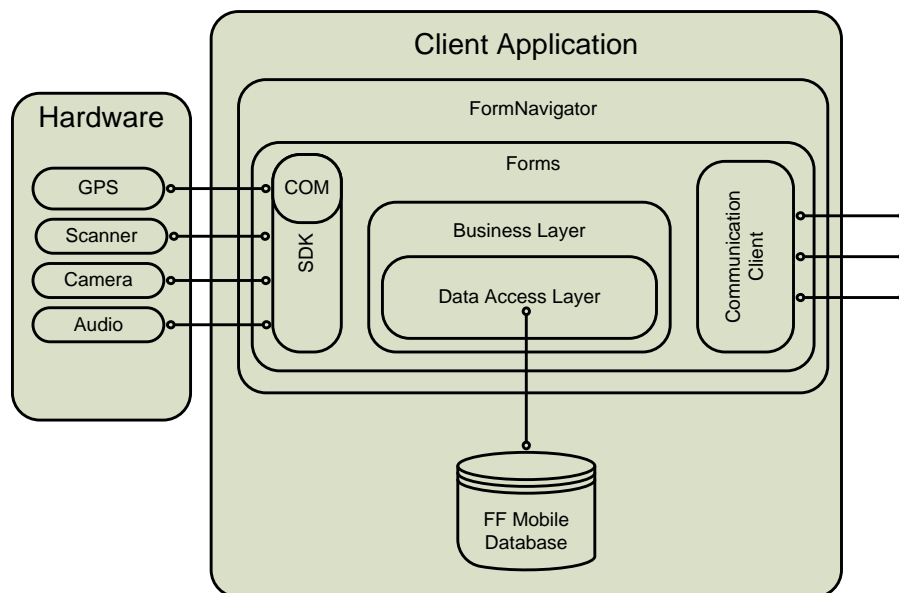 Client Application
Hardware
FormNavigator
Forms
GPS
COM
Scanner
SDK
Business Layer
Camera
Data Access Layer
Audio
Communication
Client
FF Mobile
Database